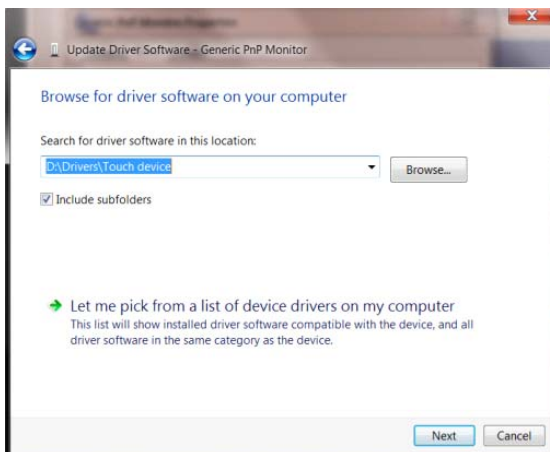 Update Driver Software - Generic PnP Monitor
Browse for driver software on your computer
Search for driver software in this location:
D:\Drivers\Touch device
Browse...
Include subfolders
Let me pick from a list of device drivers on my computer
This list will show installed driver software compatible with the device, and all
driver software in the same category as the device.
Next
Cancel